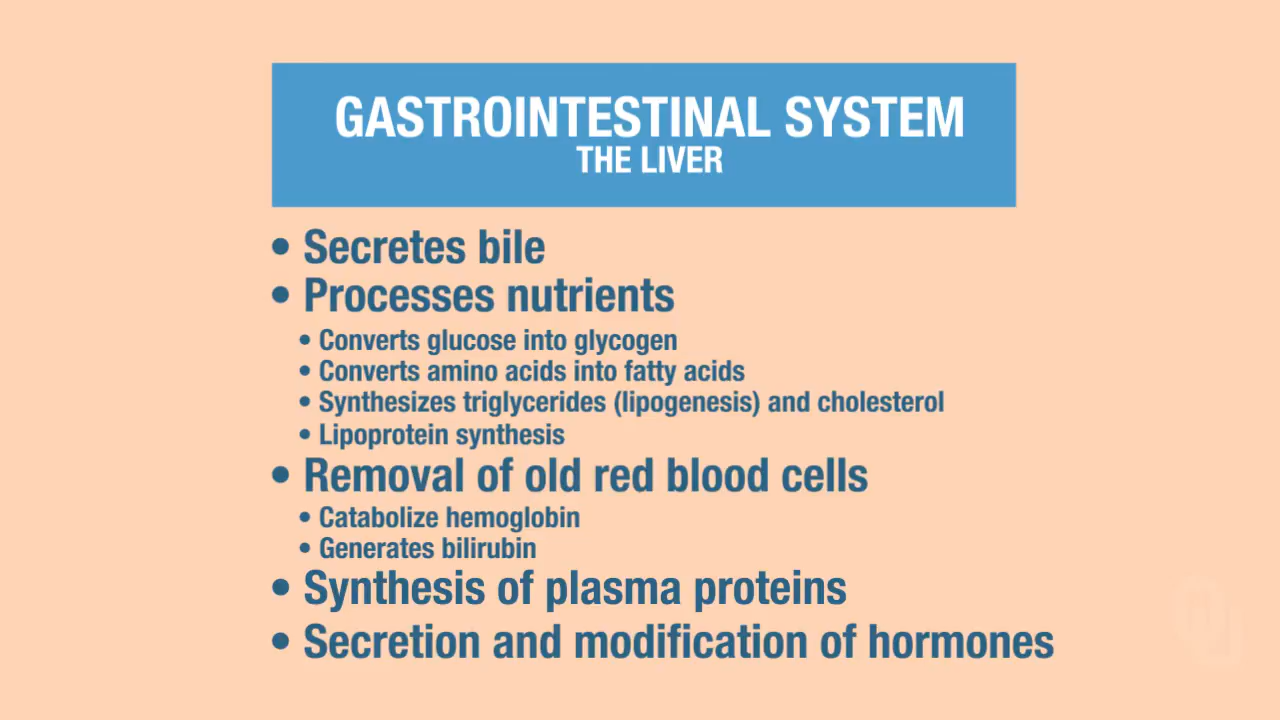 GASTROINTESTINAL SYSTEM
THE LIVER
• Secretes bile
• Processes nutrients
• Converts glucose into glycogen
• Converts amino acids into fatty acids
• Synthesizes triglycerides (lipogenesis) and cholesterol
• Lipoprotein synthesis
• Removal of old red blood cells
• Catabolize hemoglobin
• Generates bilirubin
• Synthesis of plasma proteins
• Secretion and modification of hormones